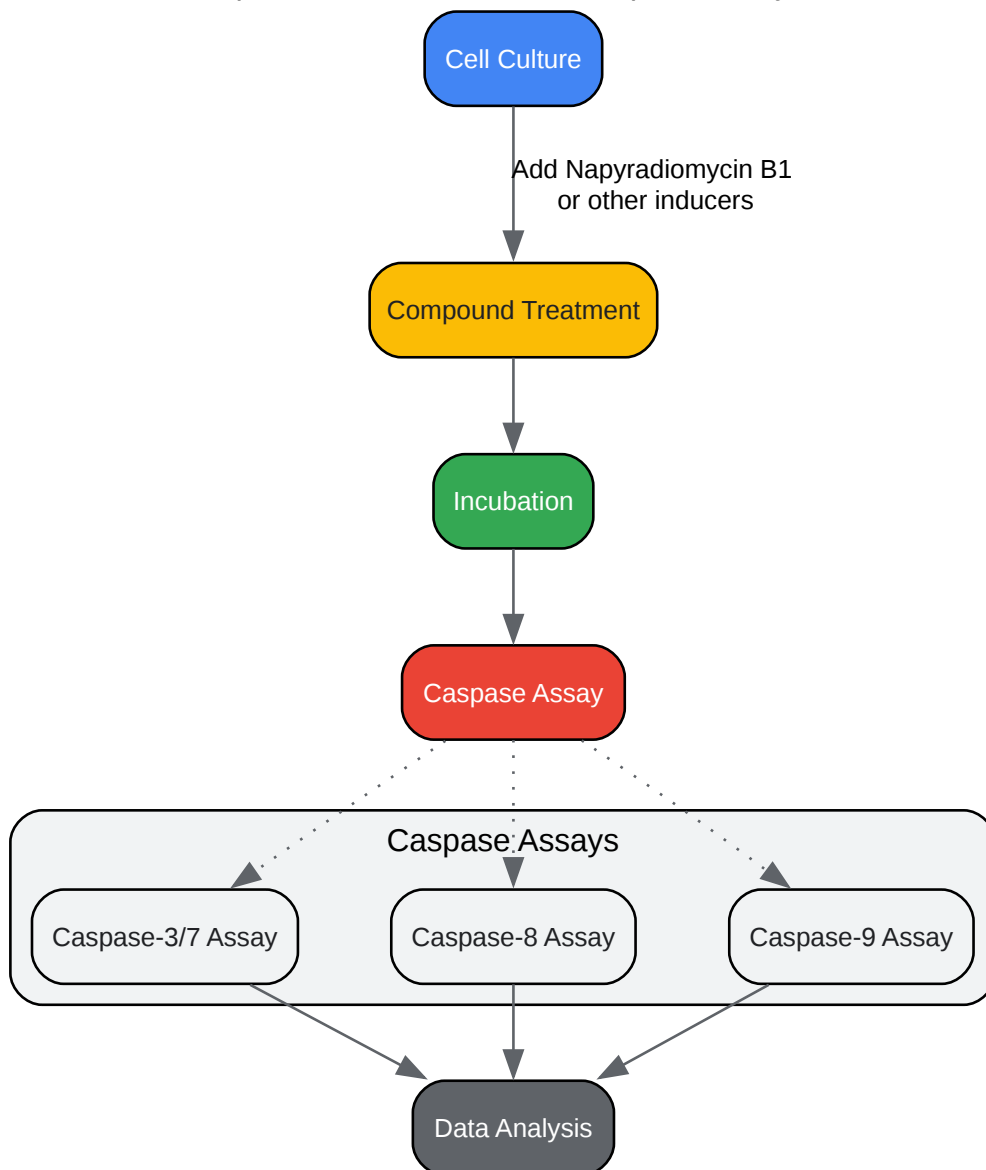 Cell Culture
Add Napyradiomycin B1
or other inducers
Compound Treatment
Incubation
Caspase Assay
Caspase Assays
Caspase-3/7 Assay
Caspase-8 Assay
Caspase-9 Assay
Data Analysis